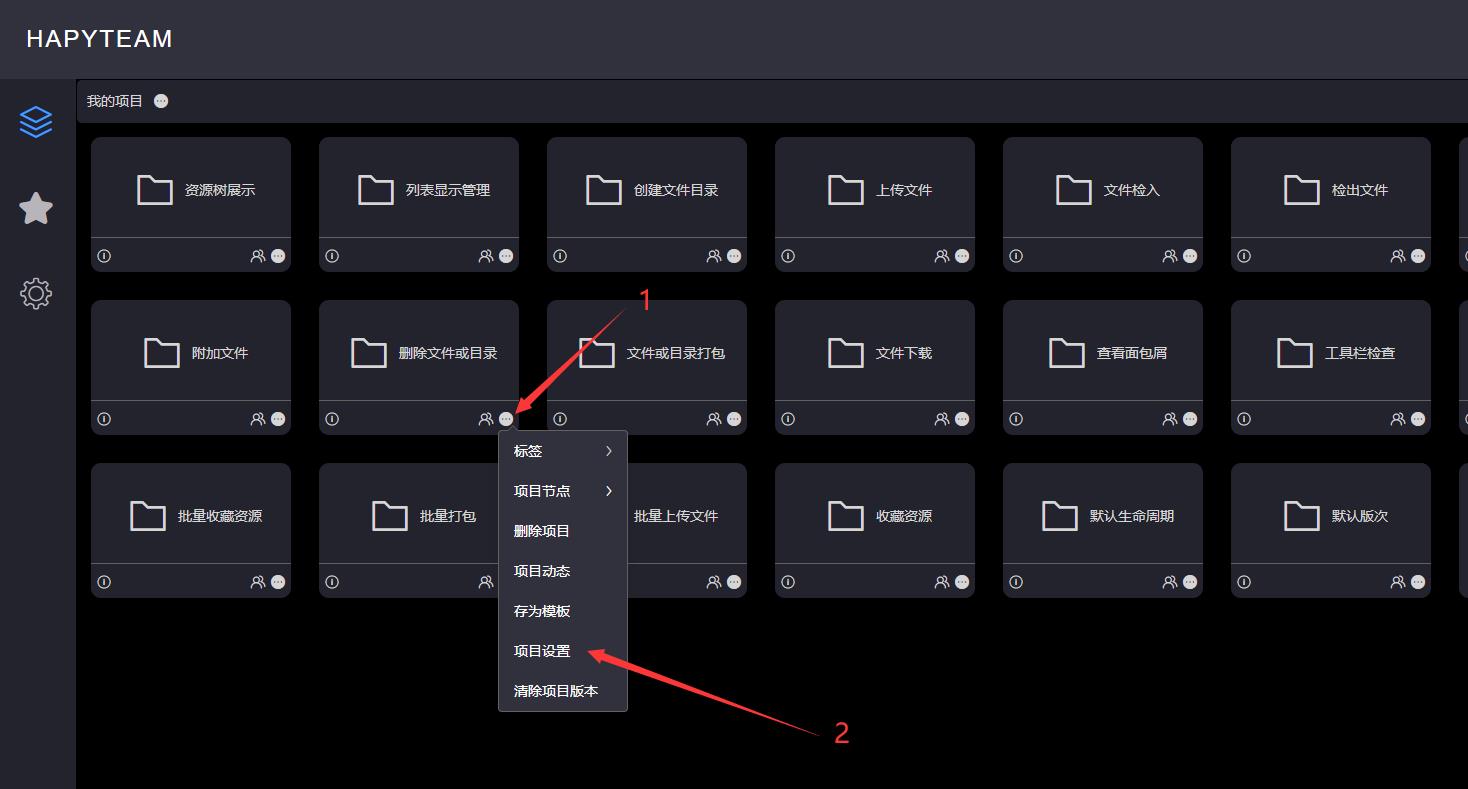 HAPYTEAM
我的项目
资源树展示
列表显示管理
创建文件目录
上传文件
文件检入
检出文件
附加文件
删除文件或目录
文件或目录打包
文件下载
查看面包屑
工具栏检查
1
标签
项目节点
删除项目
项目动态
存为模板
项目设置
清除项目版本
批量收藏资源
批量打包
批量上传文件
收藏资源
默认生命周期
默认版次
2